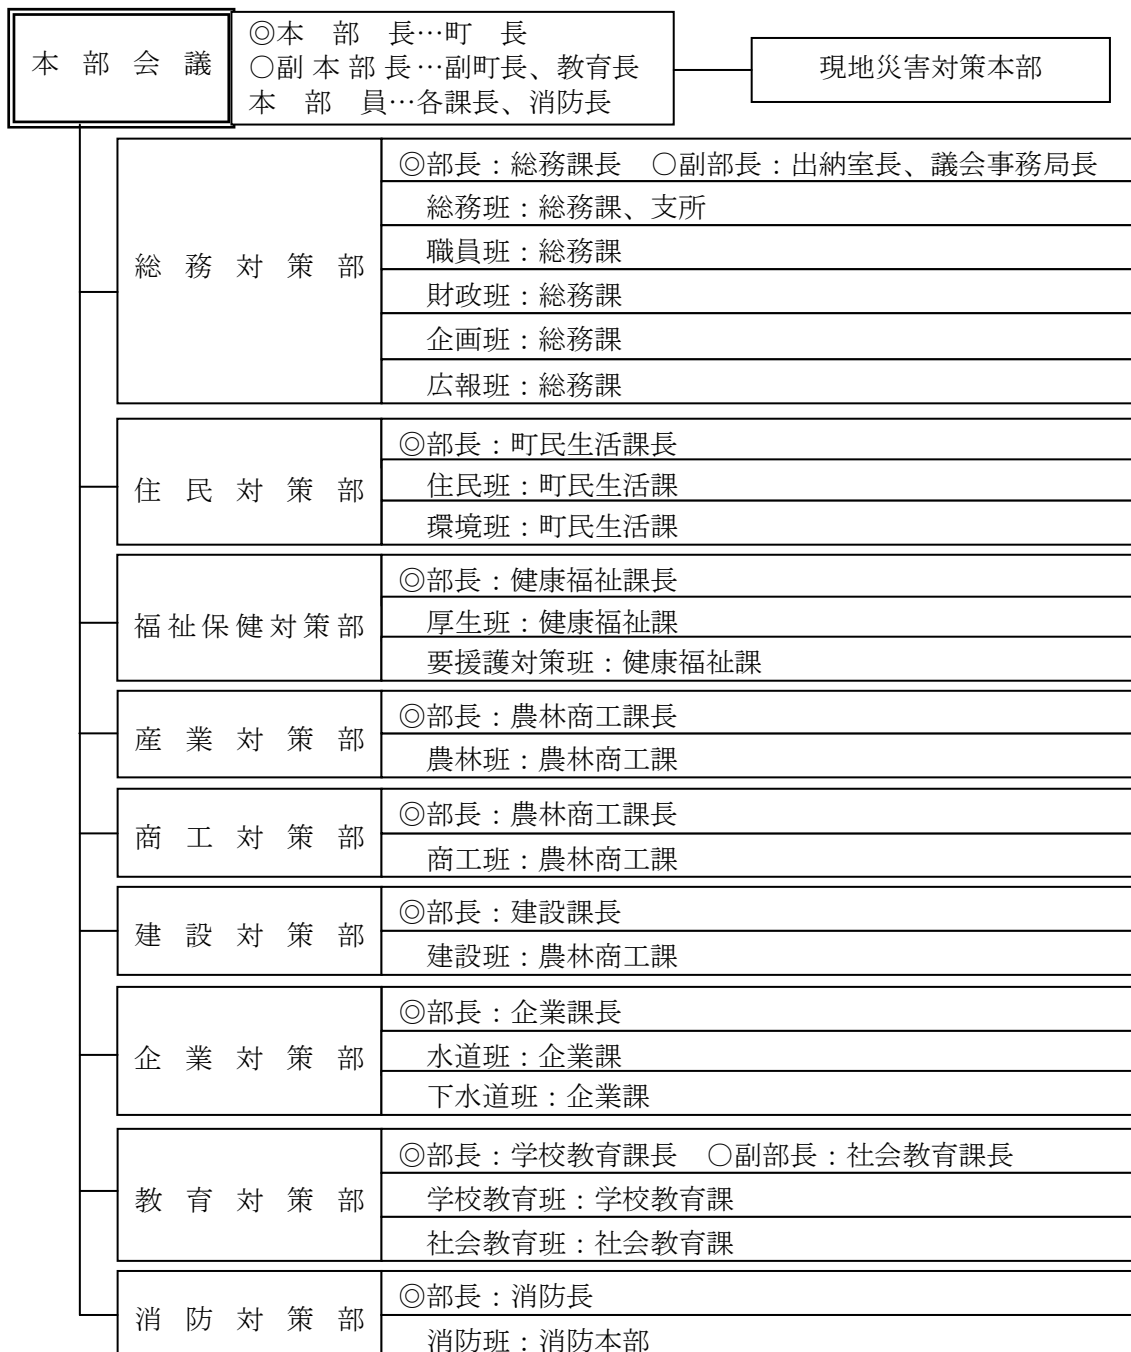 本部会議
◎本部長…町長
○副本部長…副町長、教育長
本部員…各課長、消防長
現地災害対策本部
総務対策部
◎部長：総務課長　○副部長：出納室長、議会事務局長
総務班：総務課、支所
職員班：総務課
財政班：総務課
企画班：総務課
広報班：総務課
住民対策部
◎部長：町民生活課長
住民班：町民生活課
環境班：町民生活課
福祉保健対策部
◎部長：健康福祉課長
厚生班：健康福祉課
要援護対策班：健康福祉課
産業対策部
◎部長：農林商工課長
農林班：農林商工課
商工対策部
◎部長：農林商工課長
商工班：農林商工課
建設対策部
◎部長：建設課長
建設班：農林商工課
企業対策部
◎部長：企業課長
水道班：企業課
下水道班：企業課
教育対策部
◎部長：学校教育課長　○副部長：社会教育課長
学校教育班：学校教育課
社会教育班：社会教育課
消防対策部
◎部長：消防長
消防班：消防本部